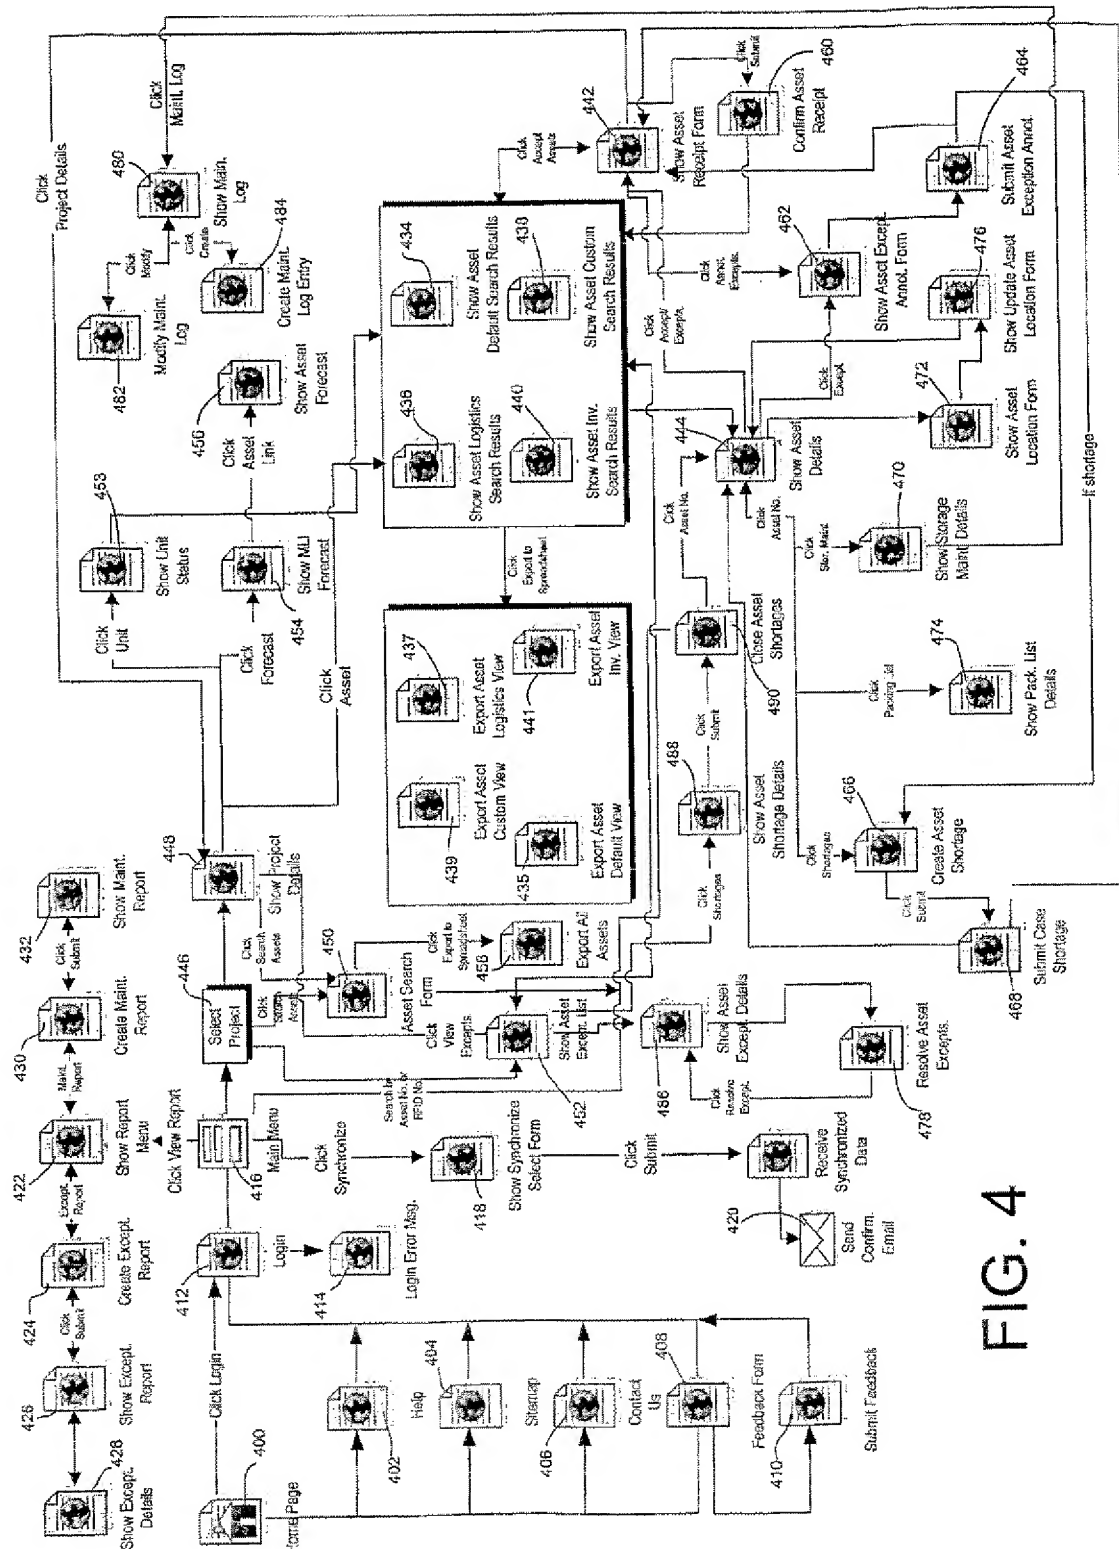 Click
Project Details
Click
Maint. Log
480
Show Main.
Log
Click
Modify
Click
Create
484
Create Maint.
Log Entry
Modify Maint.
Log
482
456
Show Asset
Forecast
Click
Asset
Link
453
Show Unit
Status
Click
Unit
454
Show MLI
Forecast
Click
Forecast
Click
Asset
434
Show Asset
Default Search Results
438
Show Asset Custom
Search Results
436
Show Asset Logistics
Search Results
440
Show Asset Inv.
Search Results
Click
Export to
Spreadsheet
437
Export Asset
Logistics View
441
Export Asset
Inv. View
439
Export Asset
Custom View
435
Export Asset
Default View
Click
Accept
Assets
442
Show Asset
Receipt Form
Click
Submit
460
Confirm Asset
Receipt
464
Submit Asset
Exception Annot.
462
Show Asset Except.
Annot. Form
Click
Annot.
Excepts.
Click
Accept/
Excepts.
Click
Except
476
Show Update Asset
Location Form
472
Show Asset
Location Form
444
Show Asset
Details
Click
Asset No.
Click
Asset No.
Click
Stor. Maint.
470
Show Storage
Maint. Details
If shortage
Close Asset
Shortages
490
Click
Submit
488
Show Asset
Shortage Details
Click
Shortages
Click
Packing List
474
Show Pack. List
Details
Click
Shortages
466
Create Asset
Shortage
Click
Submit
Submit Case
Shortage
468
448
Show Project
Details
Click
Search
Assets
446
Select
Project
Click
Search
Assets
450
Asset Search
Form
Click
Export to
Spreadsheet
458
Export All
Assets
Click
View
Excepts.
Show Asset
Except. List
452
Search by
Asset No. or
RFID No.
486
Show Asset
Except. Details
Click
Resolve
Except.
Resolve Asset
Excepts.
478
432
Show Maint.
Report
Click
Submit
430
Create Maint.
Report
Maint.
Report
422
Show Report
Menu
Except.
Report
424
Create Except.
Report
Click
Submit
426
Show Except.
Report
428
Show Except.
Details
Click View Report
416
Main Menu
Click
Synchronize
418
Show Synchronize
Select Form
Click
Submit
Receive
Synchronized
Data
420
Send
Confirm.
Email
412
Login
414
Login Error Msg.
Click Login
400
Home Page
402
Help
404
Sitemap
406
Contact
Us
408
Feedback Form
410
Submit Feedback
FIG. 4